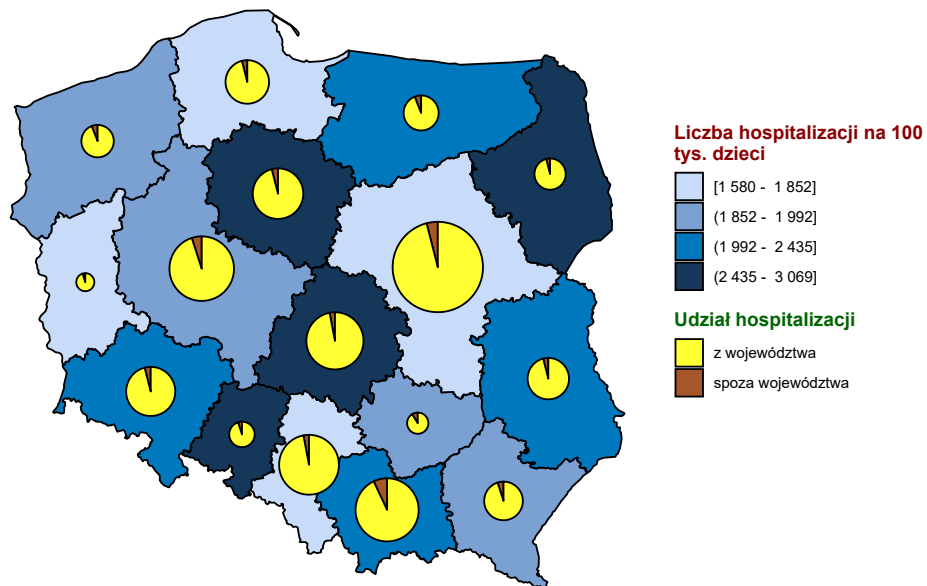 Liczba hospitalizacji na 100
tys. dzieci
[1 580 - 1 852]
(1 852 - 1 992]
(1 992 - 2 435]
(2 435 - 3 069]
Udział hospitalizacji
z województwa
spoza województwa